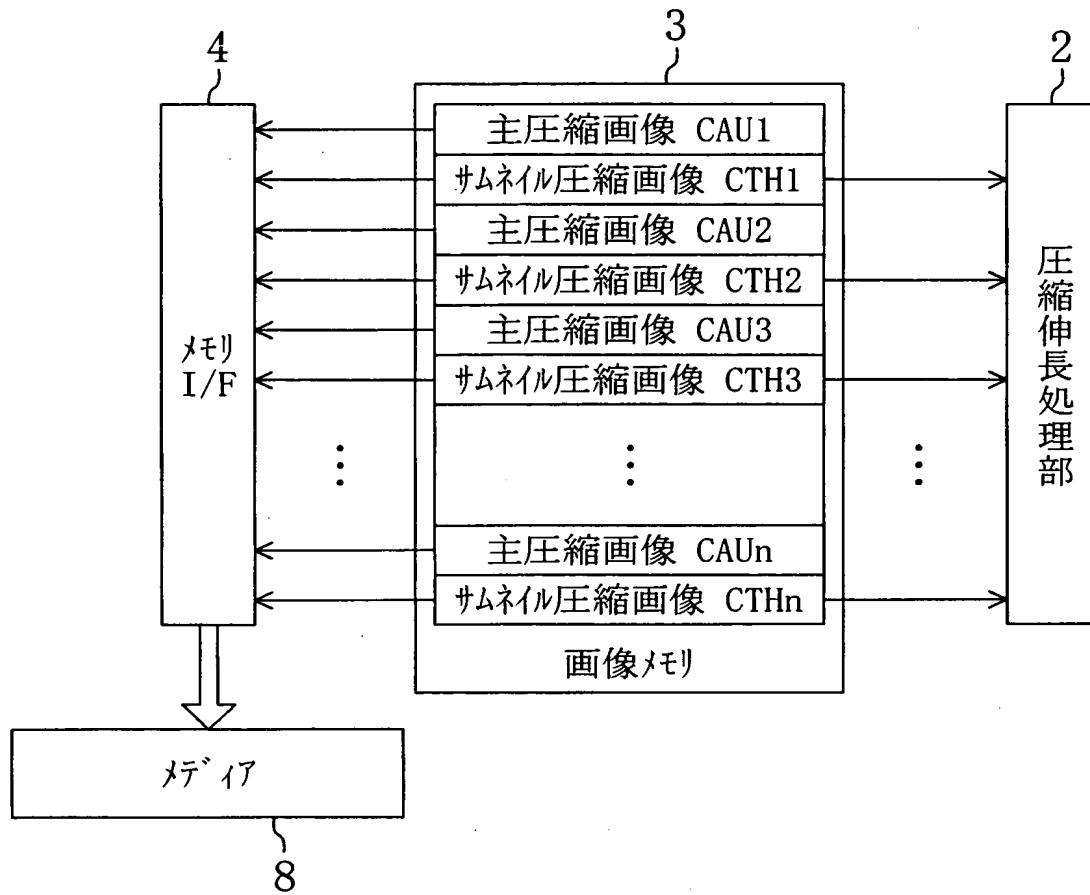 3
4
2
主圧縮画像 CAU1
サムネイル圧縮画像 CTH1
主圧縮画像 CAU2
サムネイル圧縮画像 CTH2
主圧縮画像 CAU3
サムネイル圧縮画像 CTH3
メモリ
I/F
圧縮伸長処理部
主圧縮画像 CAUn
サムネイル圧縮画像 CTHn
画像メモリ
メディア
8